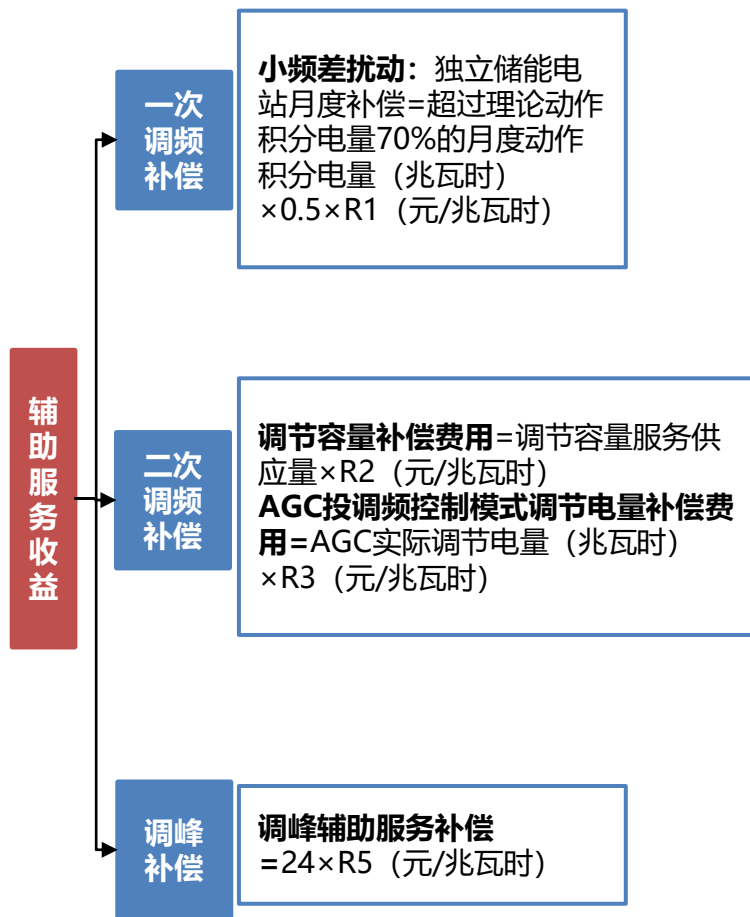 辅助服务收益
一次
调频
补偿
小频差扰动：独立储能电
站月度补偿=超过理论动作
积分电量70%的月度动作
积分电量（兆瓦时）
×0.5×R1（元/兆瓦时）
二次
调频
补偿
调节容量补偿费用=调节容量服务供
应量×R2（元/兆瓦时）
AGC投调频控制模式调节电量补偿费
用=AGC实际调节电量（兆瓦时）
×R3（元/兆瓦时）
调峰
补偿
调峰辅助服务补偿
=24×R5（元/兆瓦时）